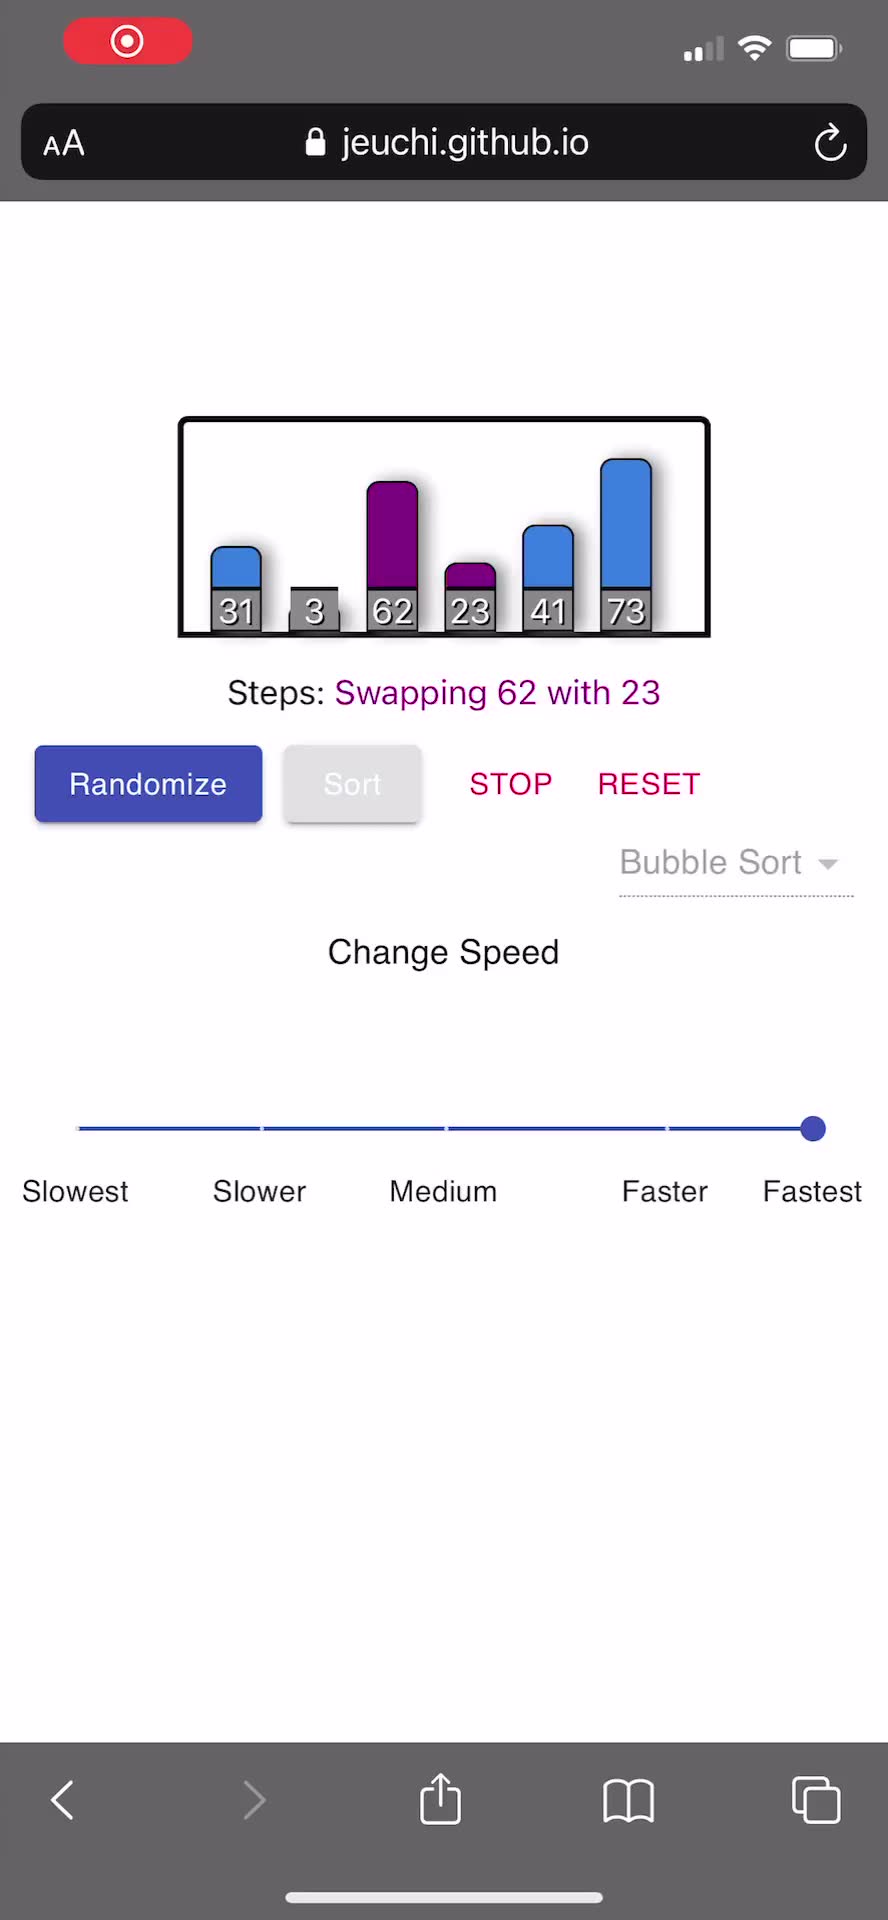 AA jeuchi.github.io
31 3 62 23 41 73
Steps: Swapping 62 with 23
Randomize Sort STOP RESET
Bubble Sort
Change Speed
Slowest Slower Medium Faster Fastest